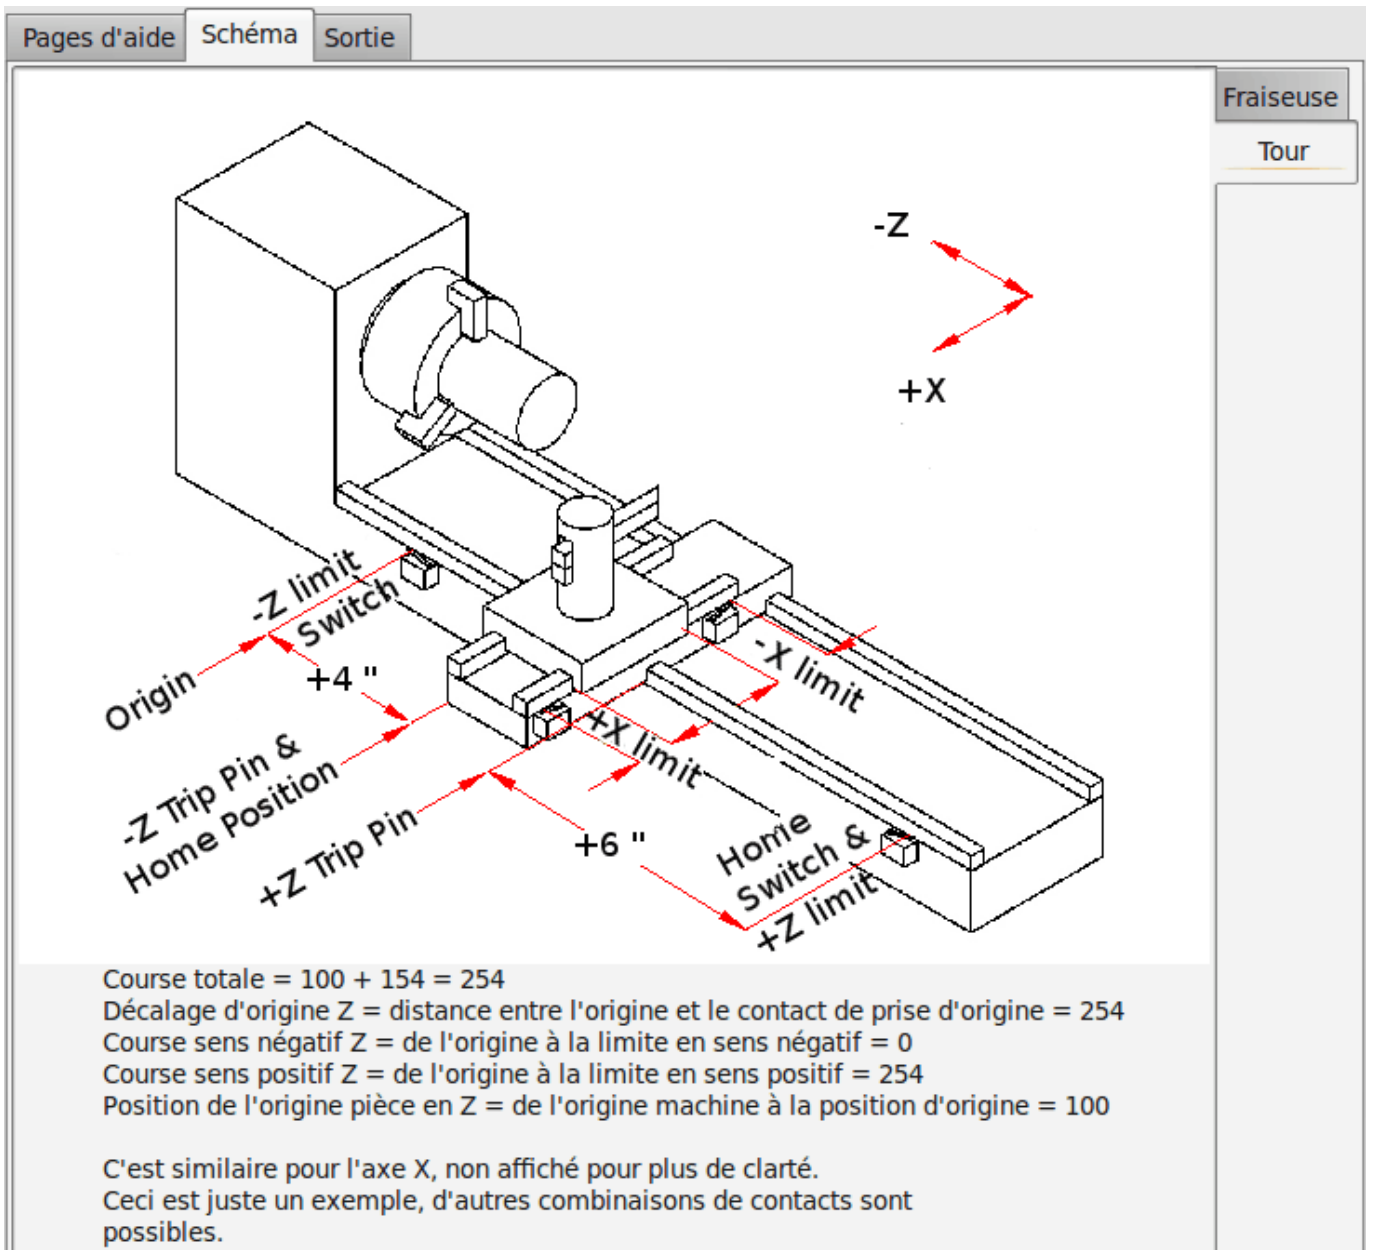 Pages d'aide
Schéma
Sortie
Fraiseuse
Tour
-Z
+X
-Z limit
Switch
Origin
+4 "
-X limit
+X limit
-Z Trip Pin &
Home Position
+Z Trip Pin
+6 "
Home
Switch &
+Z limit
Course totale = 100 + 154 = 254
Décalage d'origine Z = distance entre l'origine et le contact de prise d'origine = 254
Course sens négatif Z = de l'origine à la limite en sens négatif = 0
Course sens positif Z = de l'origine à la limite en sens positif = 254
Position de l'origine pièce en Z = de l'origine machine à la position d'origine = 100
C'est similaire pour l'axe X, non affiché pour plus de clarté.
Ceci est juste un exemple, d'autres combinaisons de contacts sont
possibles.